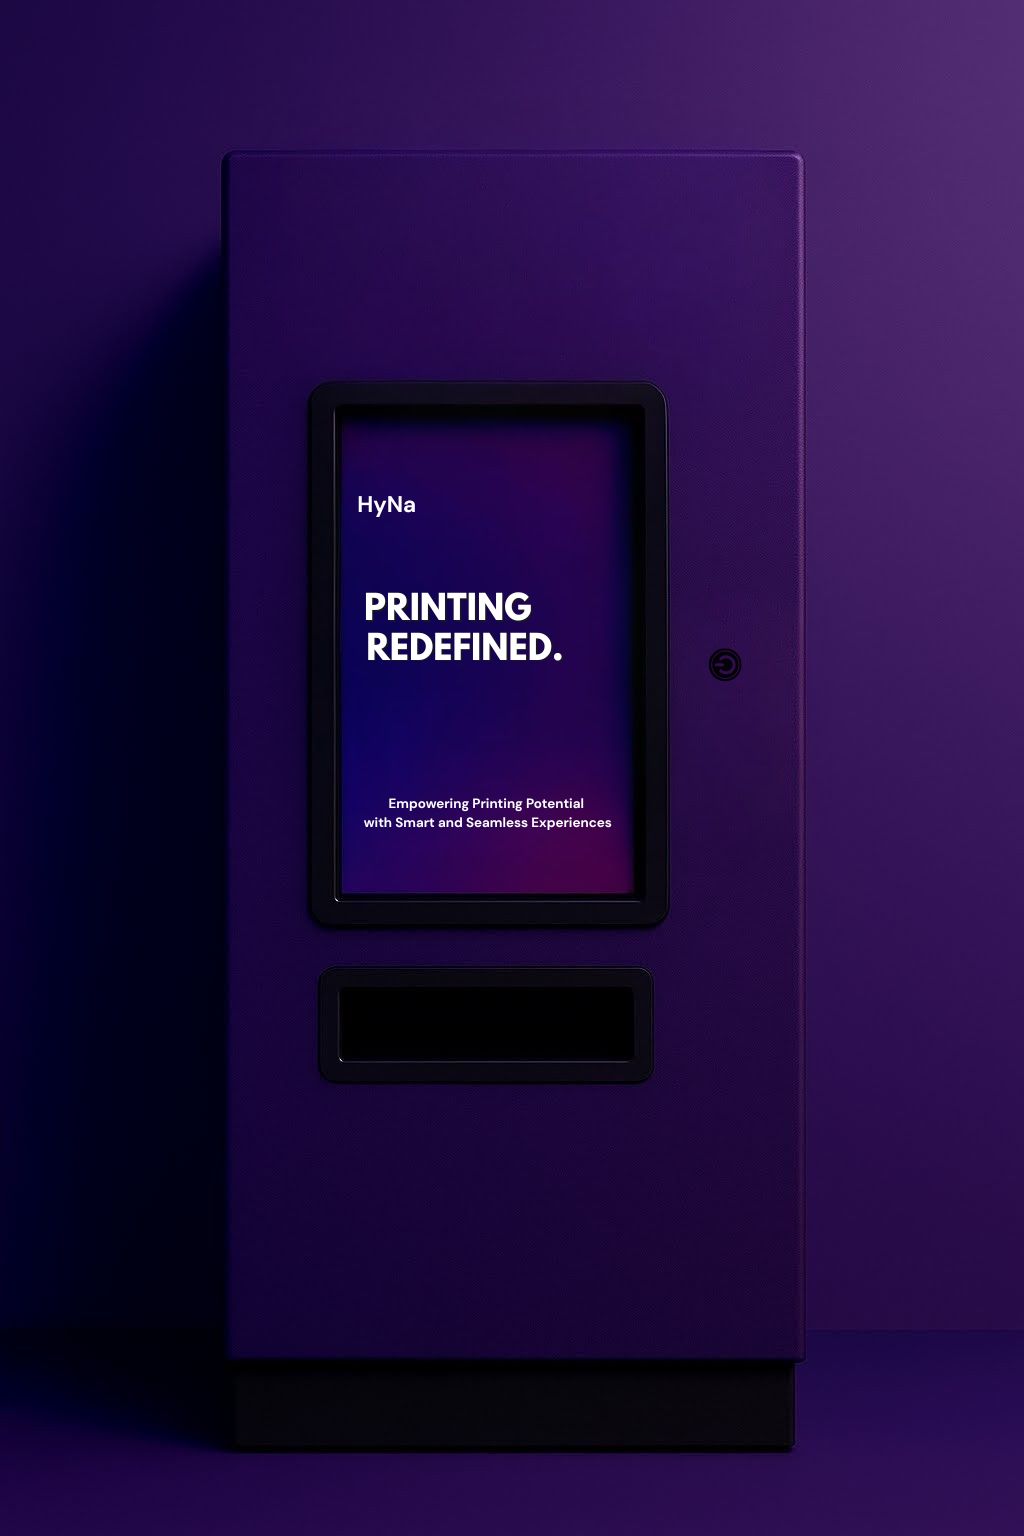 HyNa
PRINTING
REDEFINED.
Empowering Printing Potential
with Smart and Seamless Experiences